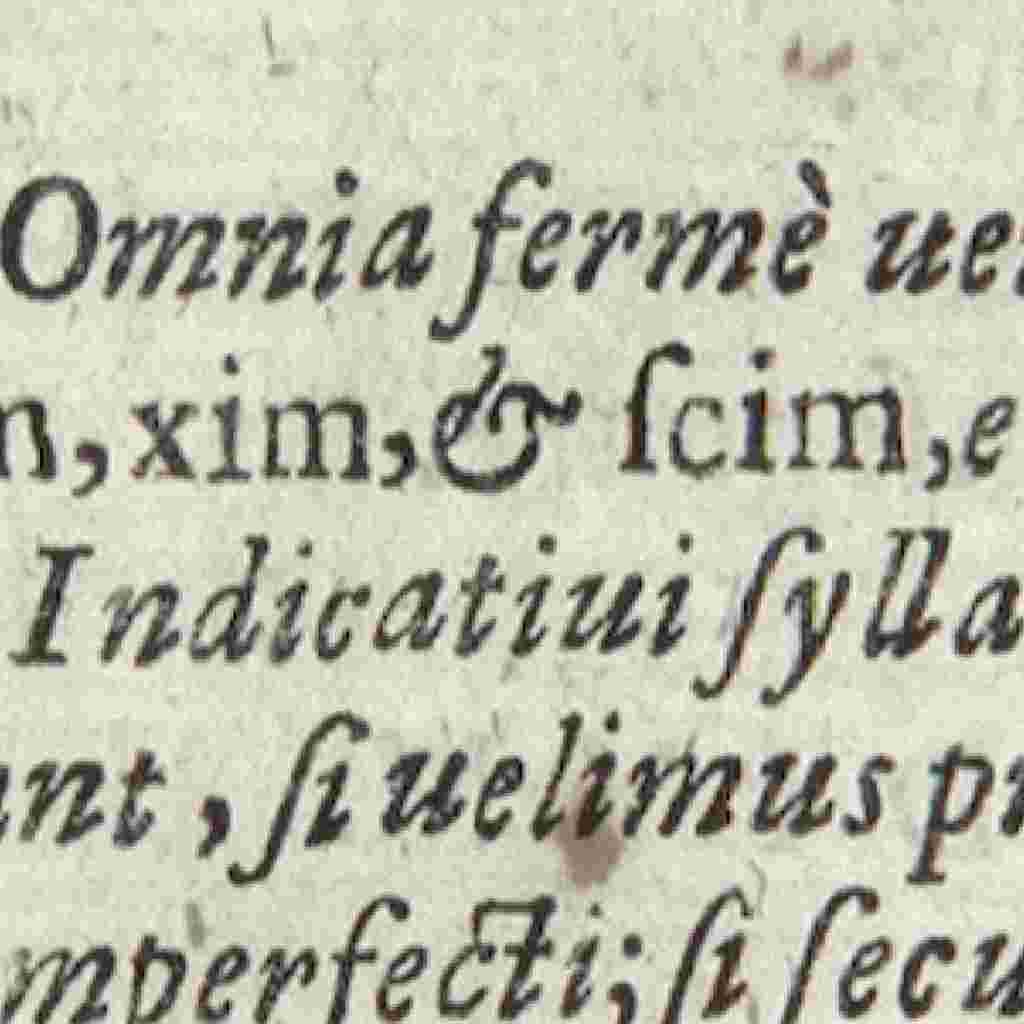 Omnia fermè ue
n, xim, & ſcim, e
Indicatiui ſylla
nt, ſi uelimus p
mperfecti; ſi ſecu